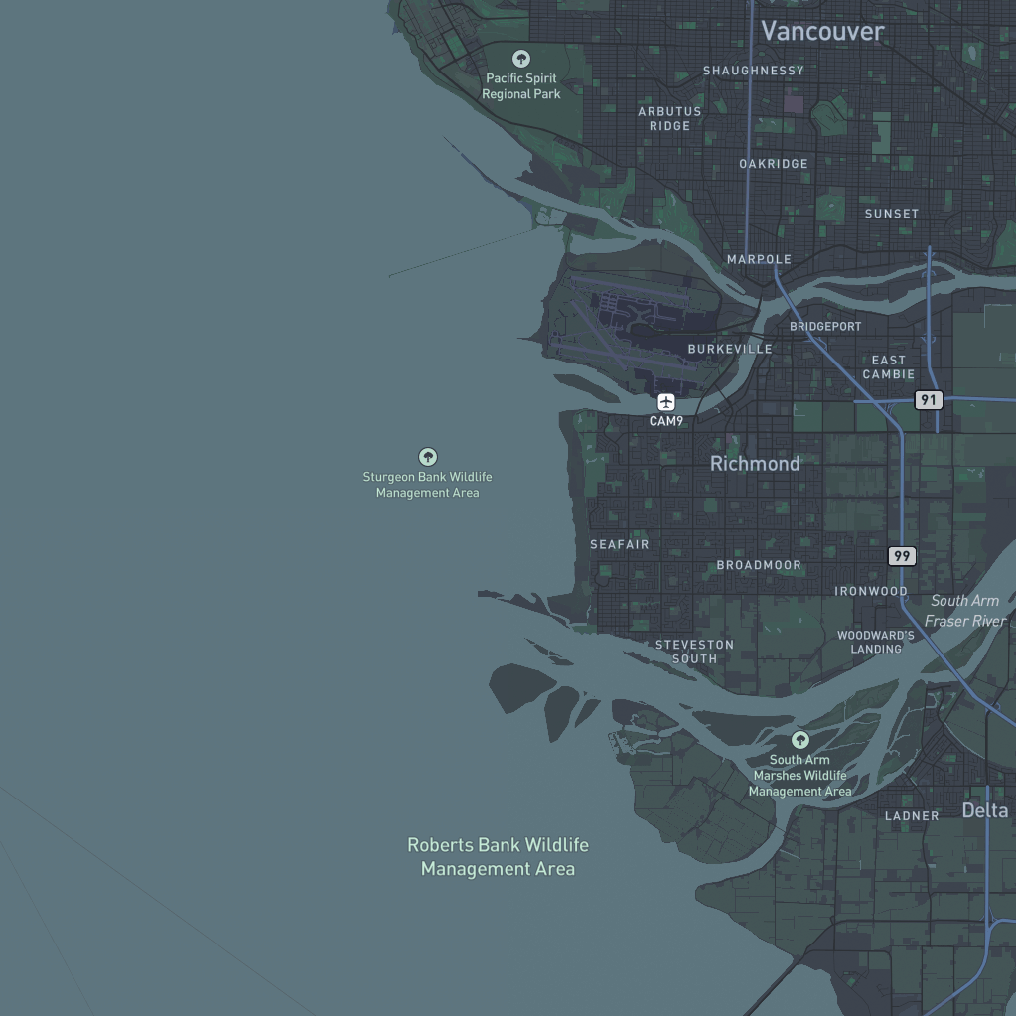 Vancouver
Pacific Spirit
Regional Park
SHAUGHNESSY
ARBUTUS
RIDGE
OAKRIDGE
SUNSET
MARPOLE
BRIDGEPORT
BURKEVILLE
EAST
CAMBIE
91
CAM9
Richmond
Sturgeon Bank Wildlife
Management Area
SEAFAIR
99
BROADMOOR
IRONWOOD
South Arm
Fraser River
WOODWARD'S
LANDING
STEVESTON
SOUTH
South Arm
Marshes Wildlife
Management Area
LADNER
Delta
Roberts Bank Wildlife
Management Area